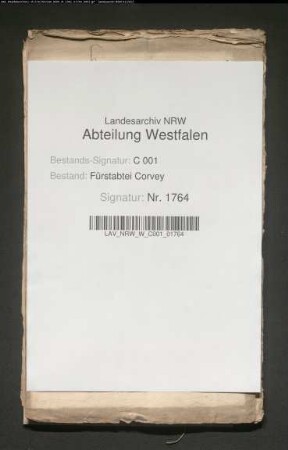 Landesarchiv NRW
Abteilung Westfalen
Bestands-Signatur: C 001
Bestand: Fürstabtei Corvey
Signatur: Nr. 1764
LAV_NRW_W_C001_01764